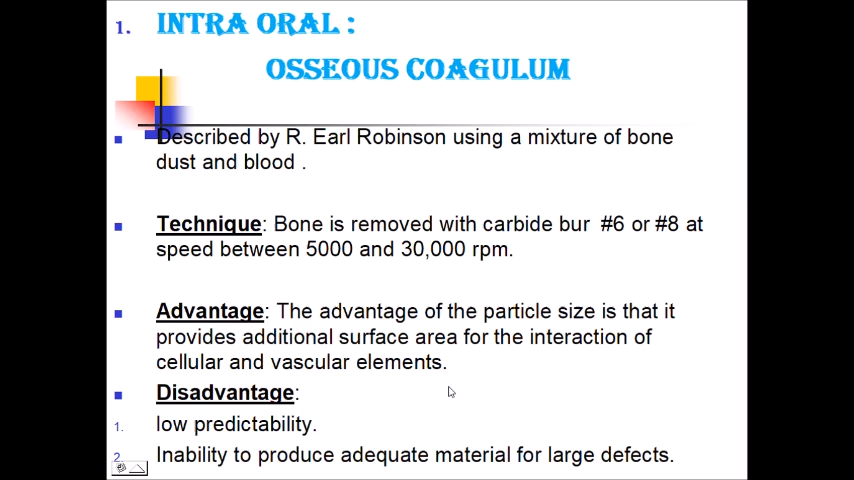 1. INTRA ORAL :
OSSEOUS COAGULUM
Described by R. Earl Robinson using a mixture of bone
dust and blood .
Technique: Bone is removed with carbide bur #6 or #8 at
speed between 5000 and 30,000 rpm.
Advantage: The advantage of the particle size is that it
provides additional surface area for the interaction of
cellular and vascular elements.
Disadvantage:
1. low predictability.
2. Inability to produce adequate material for large defects.